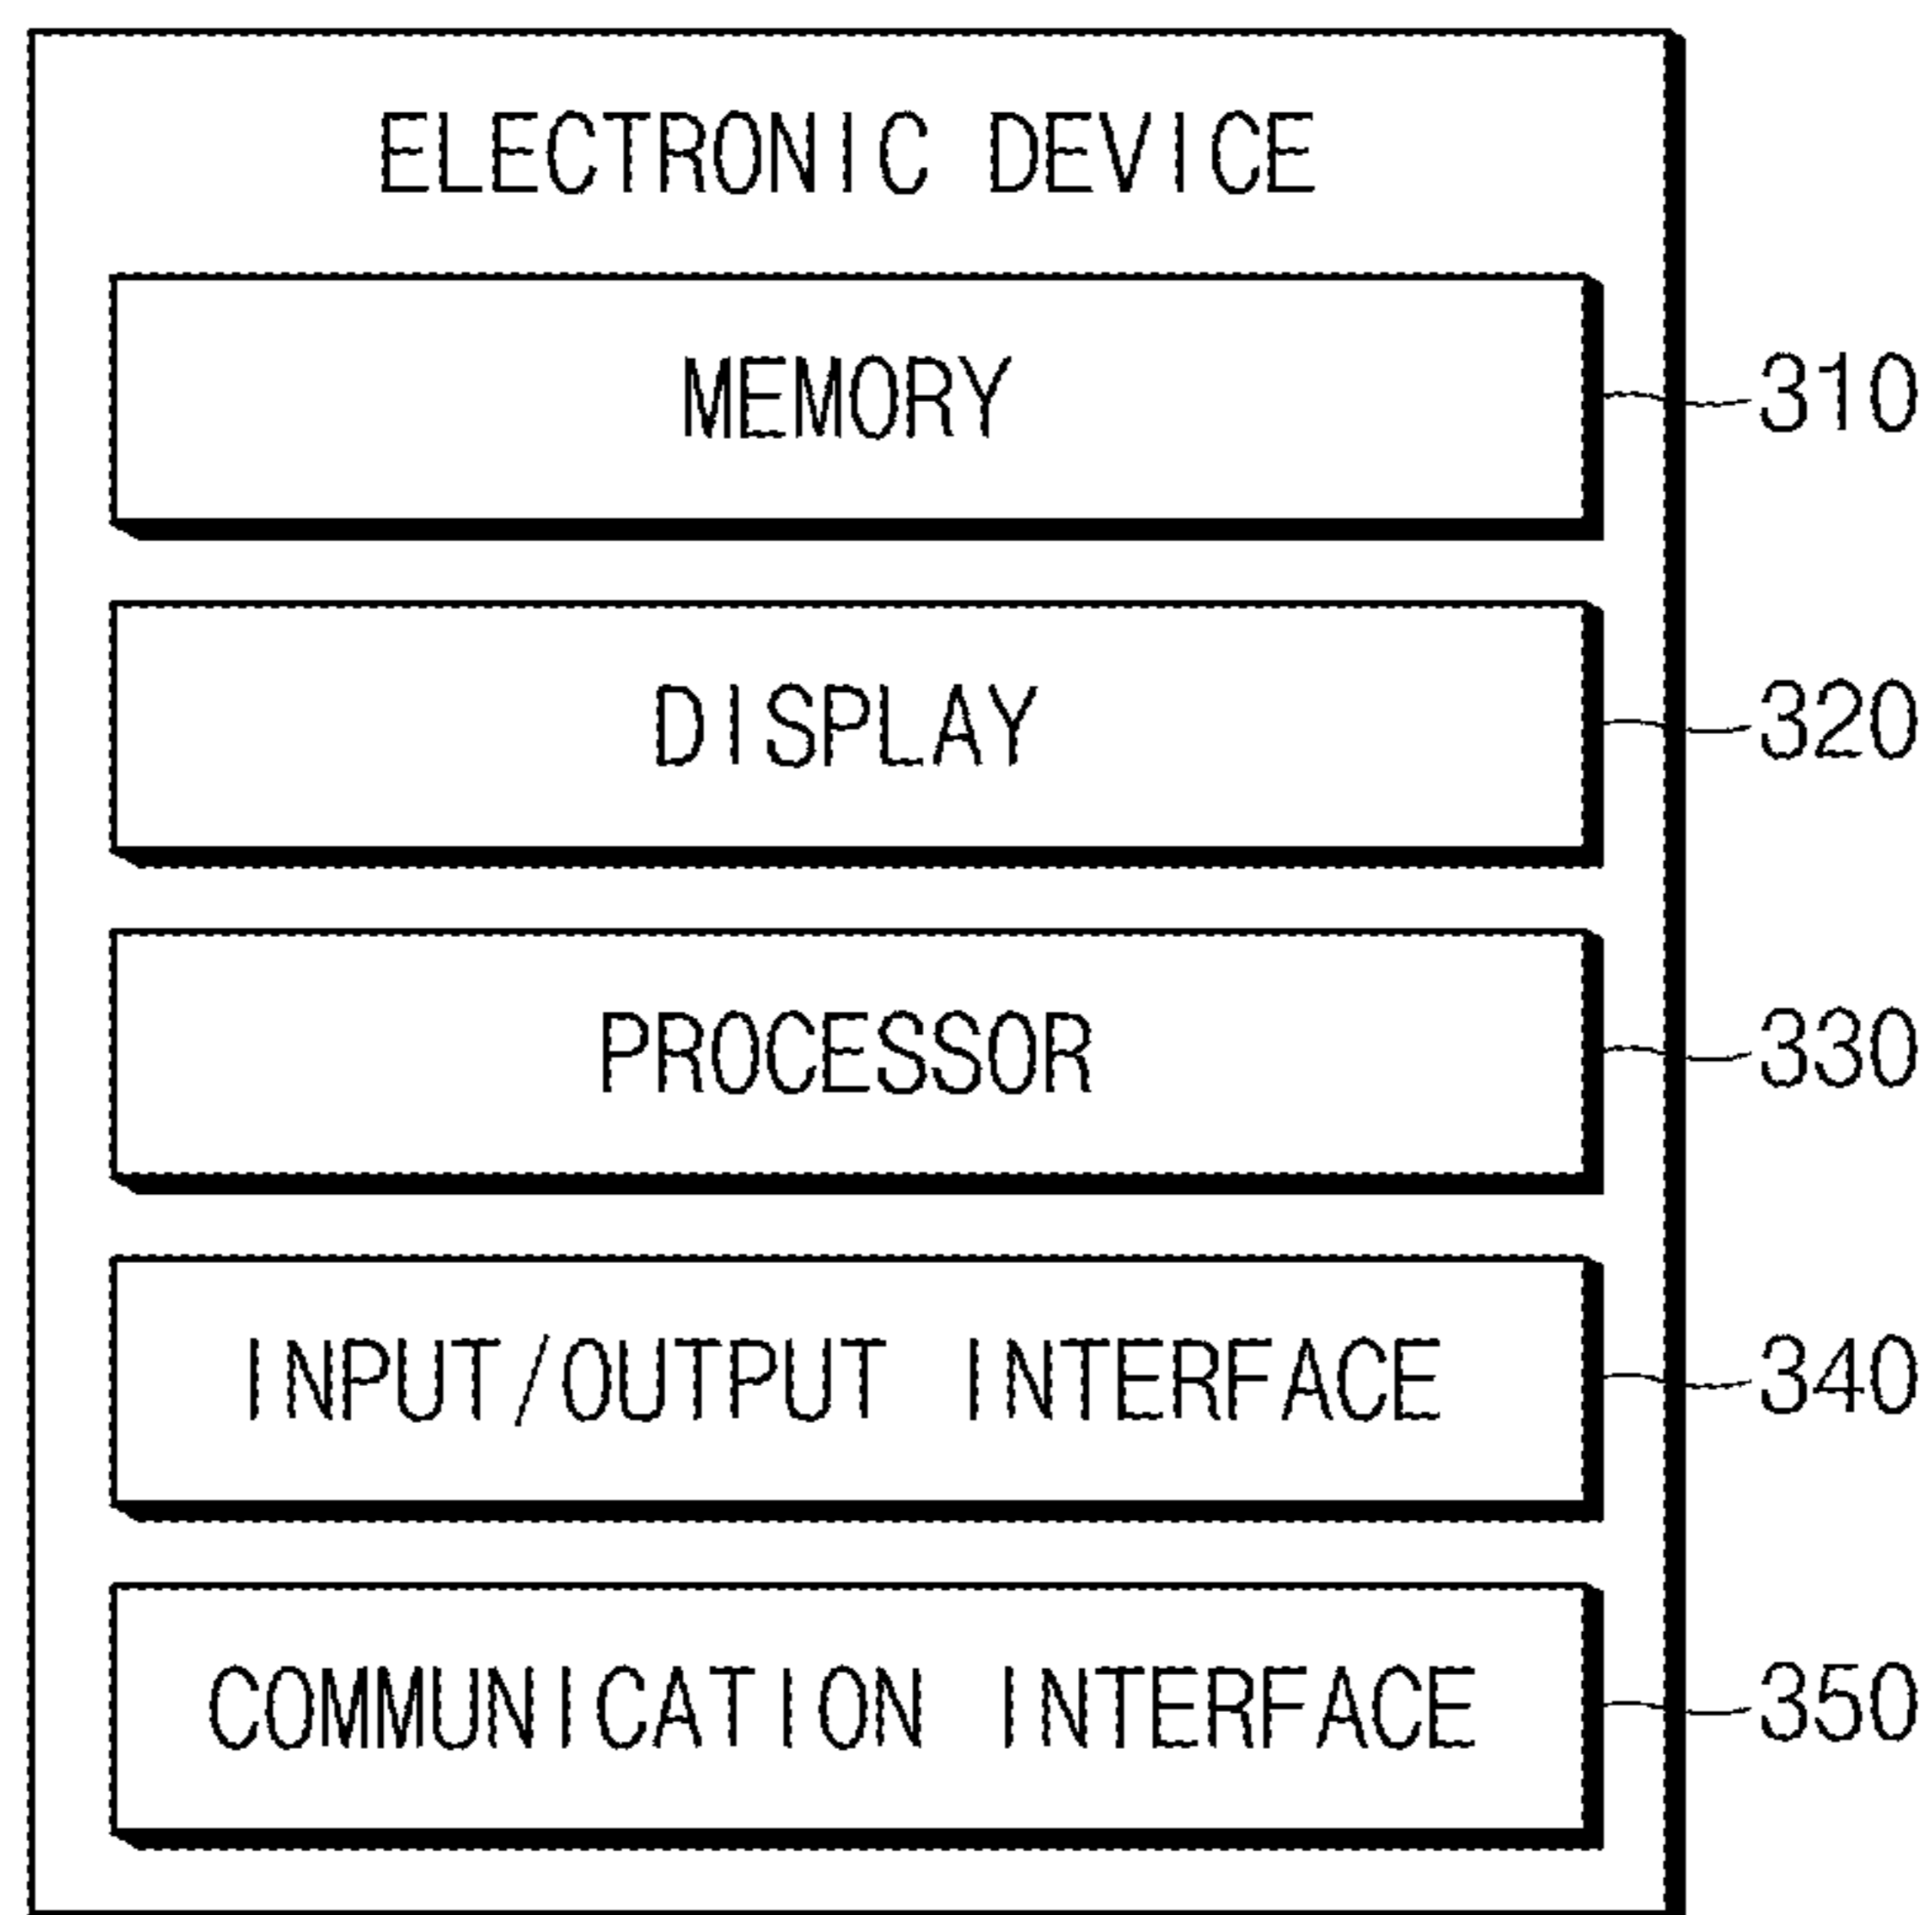 ELECTRONIC DEVICE
MEMORY 310
DISPLAY 320
PROCESSOR 330
INPUT/OUTPUT INTERFACE 340
COMMUNICATION INTERFACE 350